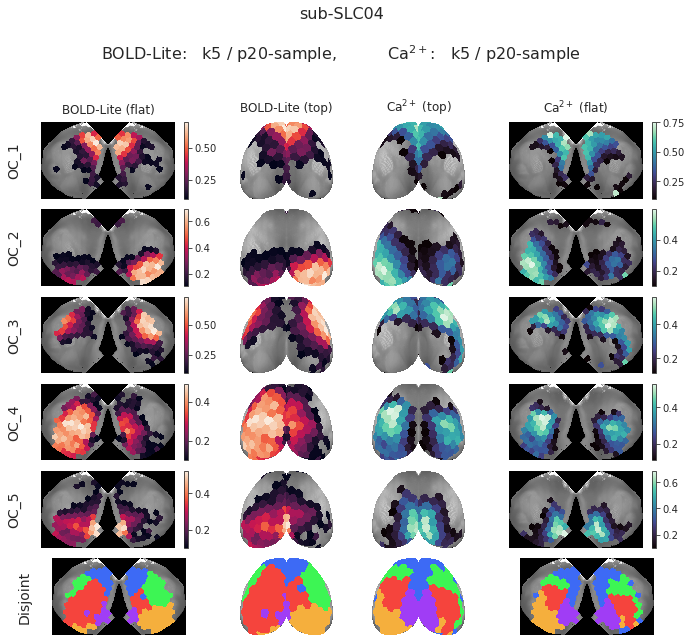 sub-SLC04
BOLD-Lite: k5 / p20-sample, Ca²⁺: k5 / p20-sample
BOLD-Lite (flat) BOLD-Lite (top) Ca²⁺ (top) Ca²⁺ (flat)
OC_1
0.50
0.25
0.75
0.50
0.25
OC_2
0.6
0.4
0.2
0.4
0.2
OC_3
0.50
0.25
0.4
0.2
OC_4
0.4
0.2
0.4
0.2
OC_5
0.4
0.2
0.6
0.4
0.2
Disjoint